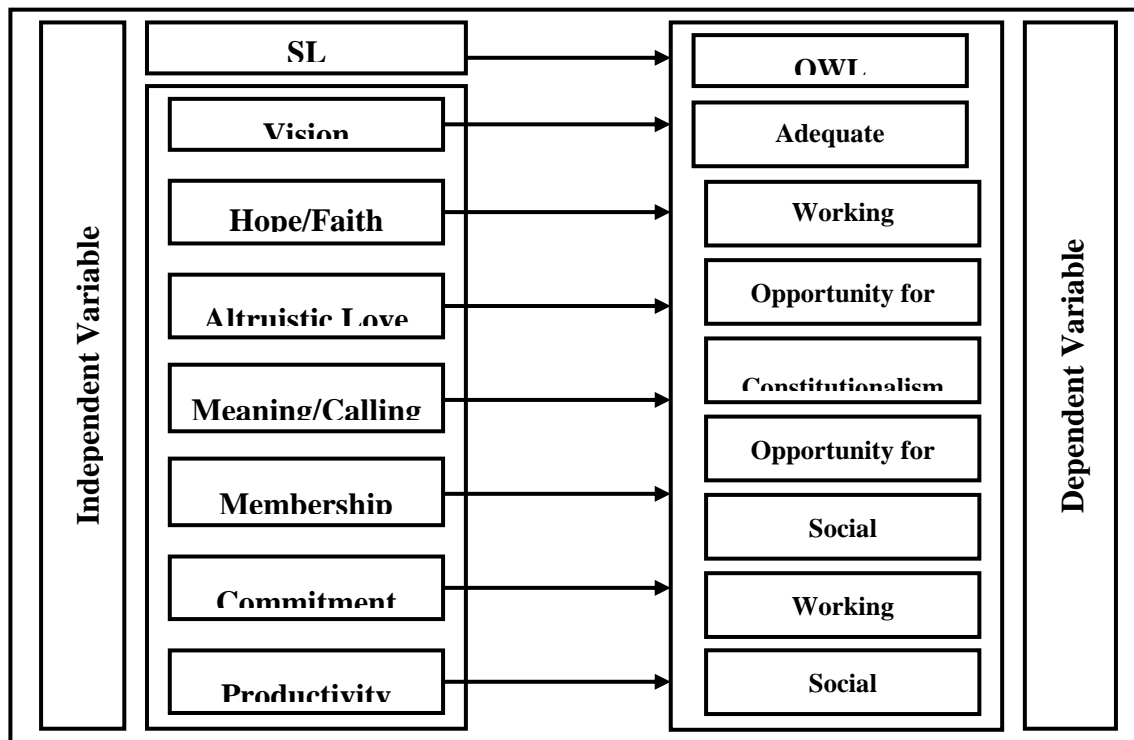 Independent Variable
SL
Vision
Hope/Faith
Altruistic Love
Meaning/Calling
Membership
Commitment
Productivity
QWL
Adequate
Working
Opportunity for
Constitutionalism
Opportunity for
Social
Working
Social
Dependent Variable